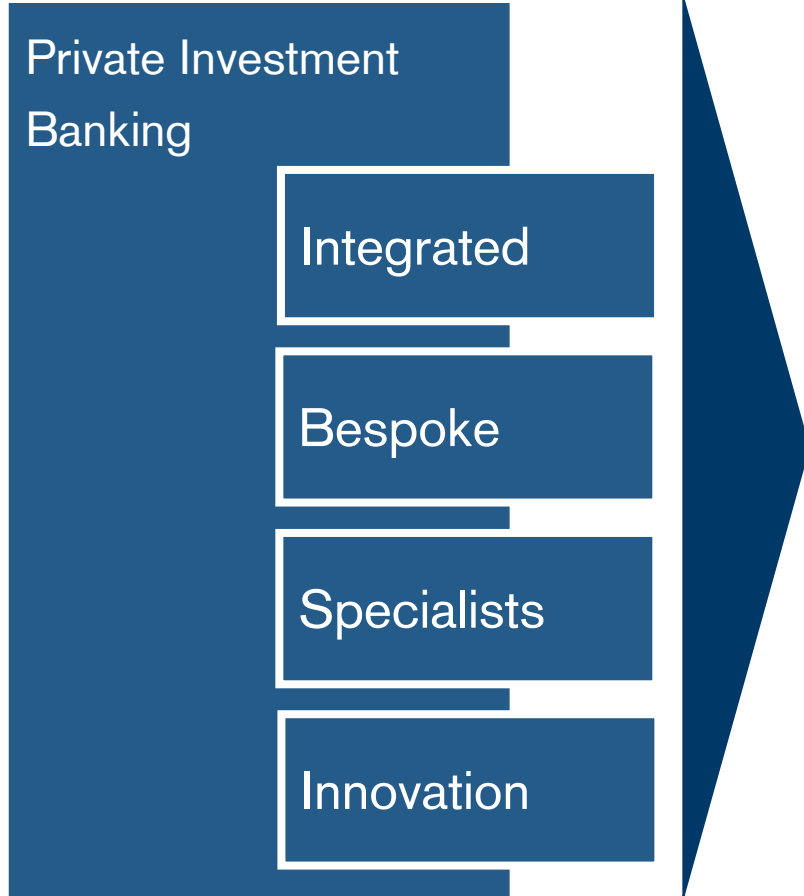 Private Investment
Banking
Integrated
Bespoke
Specialists
Innovation